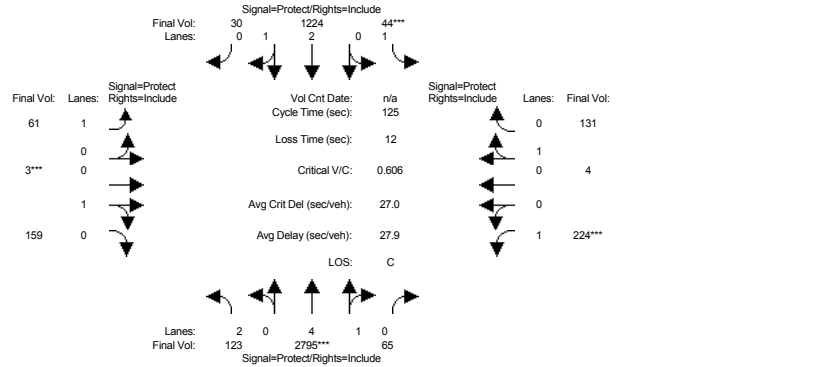 Signal=Protect/Rights=Include
Final Vol: 30 1224 44***
Lanes: 0 1 2 0 1
Signal=Protect Signal=Protect
Final Vol: Lanes: Rights=Include Vol Cnt Date: n/a Rights=Include Lanes: Final Vol:
Cycle Time (sec): 125
61 1 0 131
Loss Time (sec): 12
0 1
3*** 0 Critical V/C: 0.606 0 4
1 Avg Crit Del (sec/veh): 27.0 0
159 0 Avg Delay (sec/veh): 27.9 1 224***
LOS: C
Lanes: 2 0 4 1 0
Final Vol: 123 2795*** 65
Signal=Protect/Rights=Include